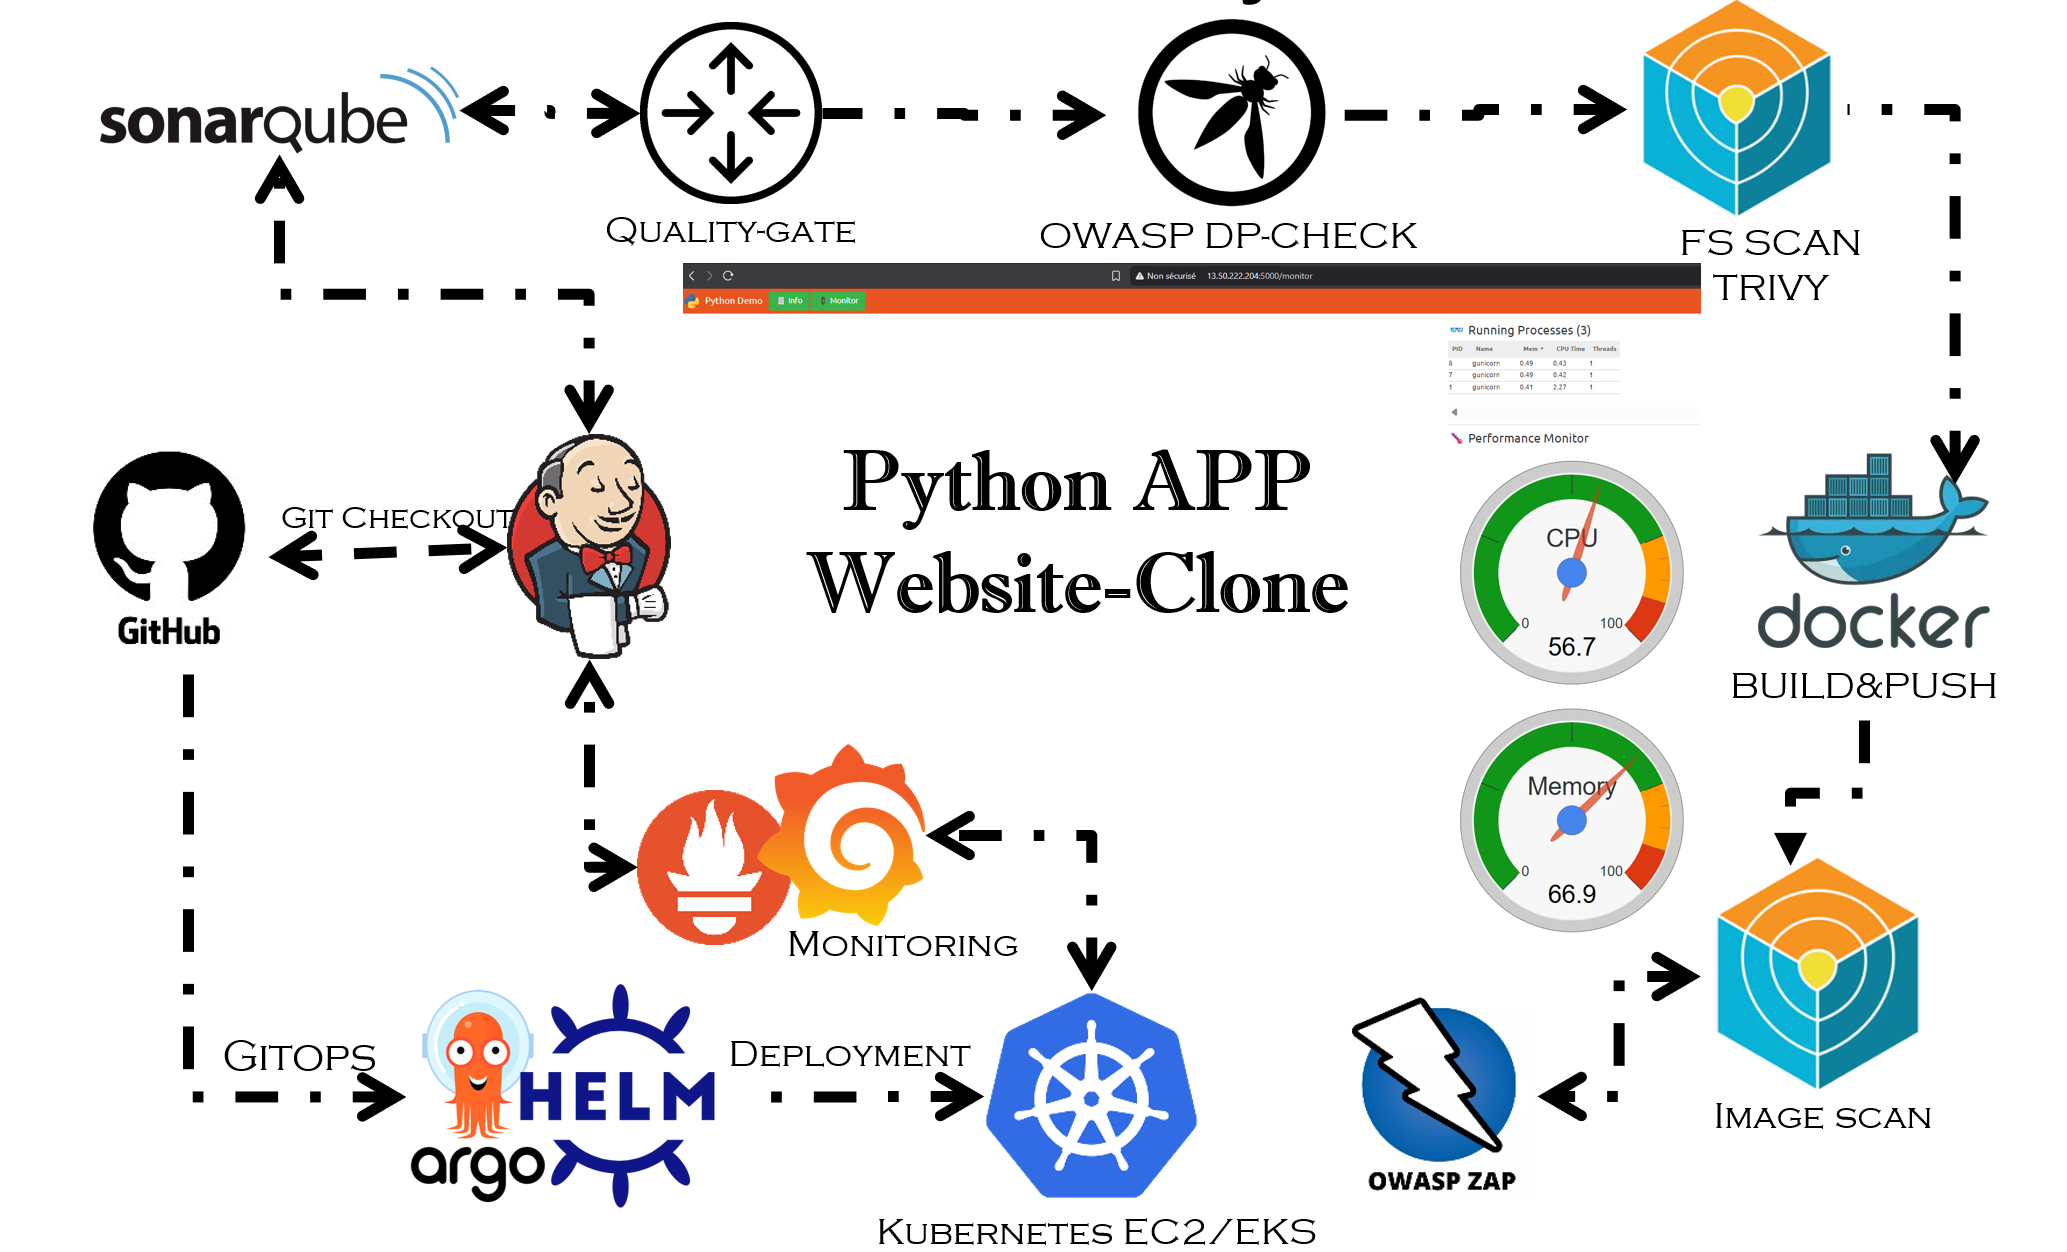 sonarqube
QUALITY-GATE
OWASP DP-CHECK
FS SCAN
TRIVY
Non sécurisé 13.50.222.204:5000/monitor
Python Demo Info Monitor
Running Processes (3)
PID Name Mem CPU Time Threads
8 gunicorn 0.49 0.43 1
7 gunicorn 0.49 0.42 1
1 gunicorn 0.41 2.27 1
Performance Monitor
CPU
0 100
56.7
Memory
0 100
66.9
Python APP
Website-Clone
GIT CHECKOUT
GitHub
docker
BUILD&PUSH
MONITORING
GITOPS
argo
HELM
DEPLOYMENT
KUBERNETES EC2/EKS
OWASP ZAP
IMAGE SCAN